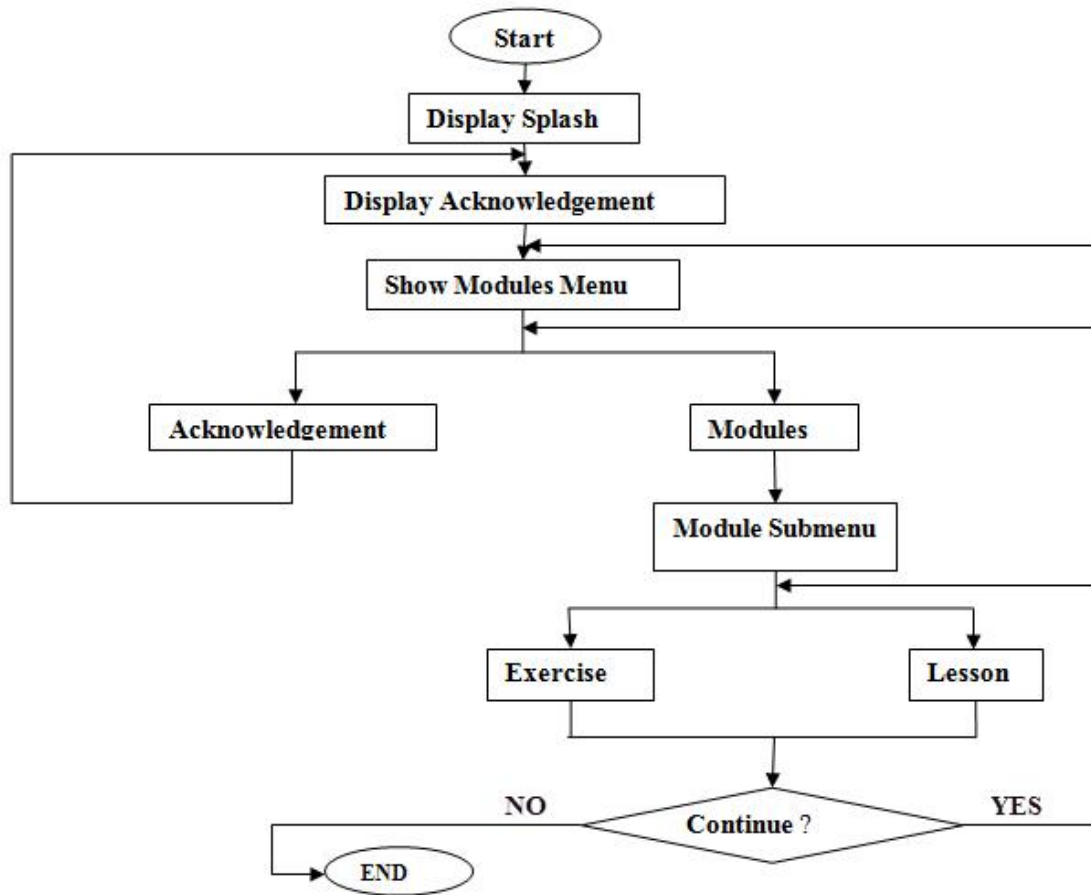 Start
Display Splash
Display Acknowledgement
Show Modules Menu
Acknowledgement
Modules
Module Submenu
Exercise
Lesson
NO
YES
Continue ?
END